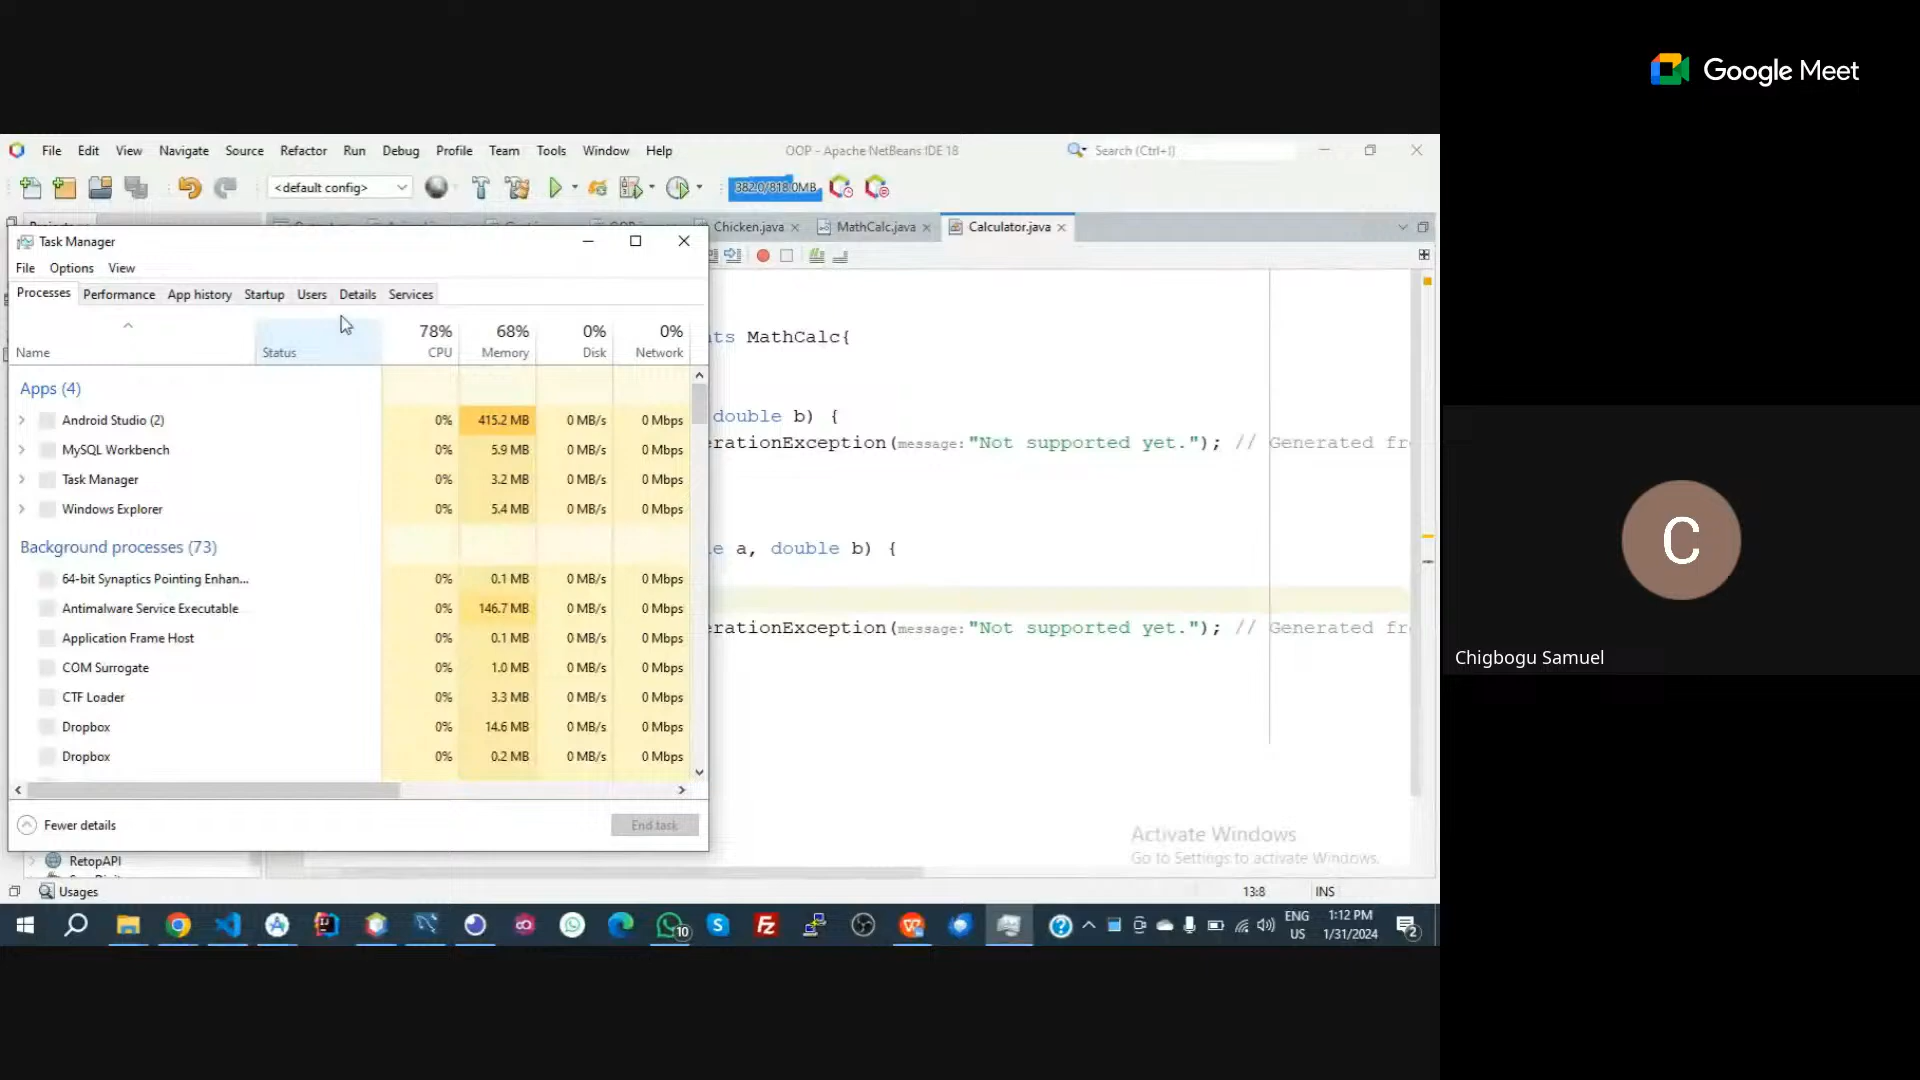 Google Meet
File Edit View Navigate Source Refactor Run Debug Profile Team Tools Window Help
OOP - Apache NetBeans IDE 18
Search (Ctrl+I)
<default config>
382.0/818.0MB
Chicken.java
MathCalc.java
Calculator.java
Task Manager
File Options View
Processes Performance App history Startup Users Details Services
78% 68% 0% 0%
Name Status CPU Memory Disk Network
Apps (4)
Android Studio (2) 0% 415.2 MB 0 MB/s 0 Mbps
MySQL Workbench 0% 5.9 MB 0 MB/s 0 Mbps
Task Manager 0% 3.2 MB 0 MB/s 0 Mbps
Windows Explorer 0% 5.4 MB 0 MB/s 0 Mbps
Background processes (73)
64-bit Synaptics Pointing Enhan... 0% 0.1 MB 0 MB/s 0 Mbps
Antimalware Service Executable 0% 146.7 MB 0 MB/s 0 Mbps
Application Frame Host 0% 0.1 MB 0 MB/s 0 Mbps
COM Surrogate 0% 1.0 MB 0 MB/s 0 Mbps
CTF Loader 0% 3.3 MB 0 MB/s 0 Mbps
Dropbox 0% 14.6 MB 0 MB/s 0 Mbps
Dropbox 0% 0.2 MB 0 MB/s 0 Mbps
Fewer details
End task
ts MathCalc{
double b) {
erationException(message:"Not supported yet."); // Generated fr
e a, double b) {
erationException(message:"Not supported yet."); // Generated fr
Activate Windows
Go to Settings to activate Windows.
RetopAPI
Usages
13:8 INS
10
ENG
US
1:12 PM
1/31/2024
2
C
Chigbogu Samuel